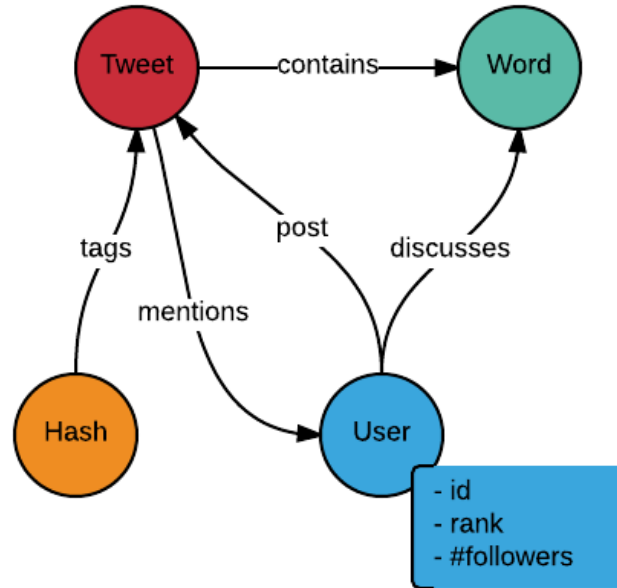 Tweet
contains
Word
post
discusses
tags
mentions
Hash
User
- id
- rank
- #followers